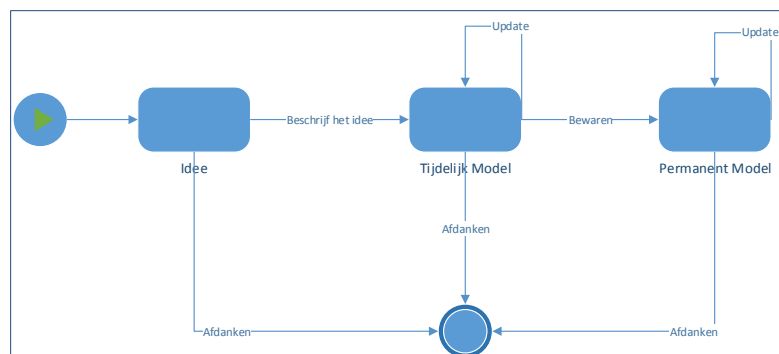 Update
Update
Beschrijf het idee
Bewaren
Idee
Tijdelijk Model
Permanent Model
Afdanken
Afdanken
Afdanken